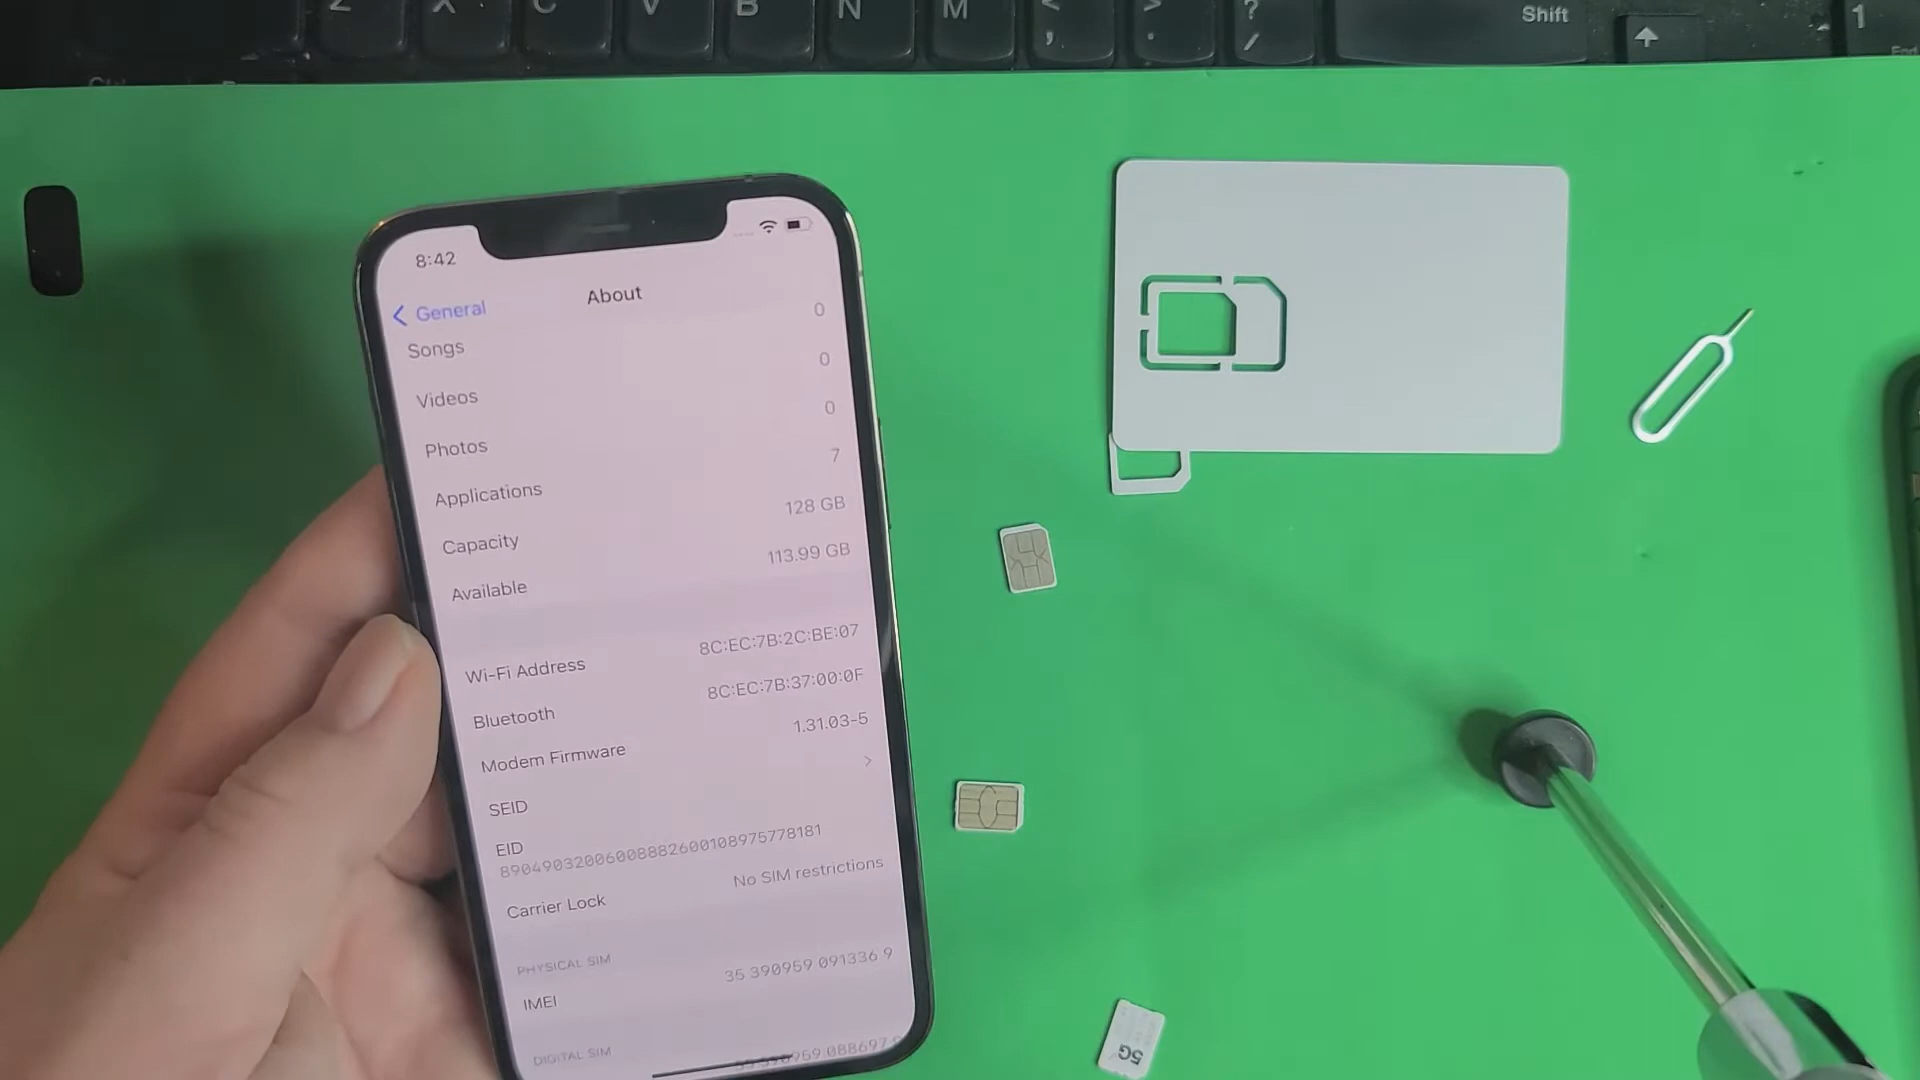 Z X C V B N M < , > . ? / Shift 1
Ctrl End
8:42
General About
0
Songs 0
Videos 0
Photos 7
Applications 128 GB
Capacity 113.99 GB
Available
Wi-Fi Address 8C:EC:7B:2C:BE:07
Bluetooth 8C:EC:7B:37:00:0F
Modem Firmware 1.31.03-5
SEID
EID
89049032006008882600108975778181
Carrier Lock No SIM restrictions
PHYSICAL SIM
IMEI 35 390959 091336 9
DIGITAL SIM
5G